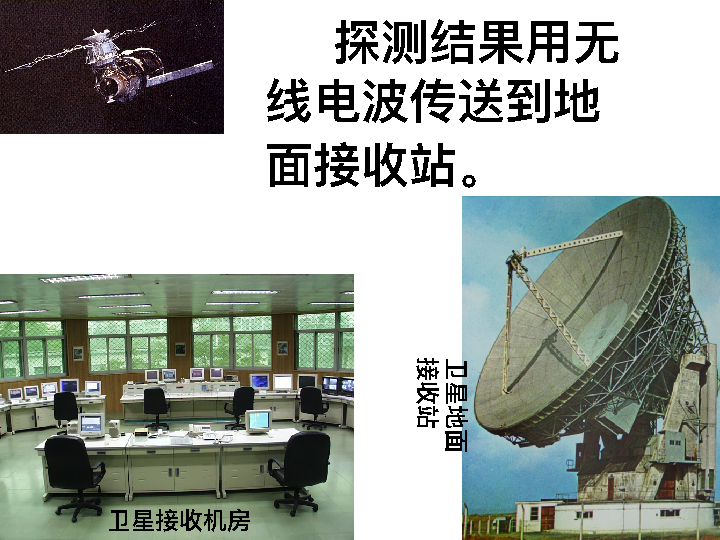 探测结果用无
线电波传送到地
面接收站。
卫星地面
接收站
卫星接收机房